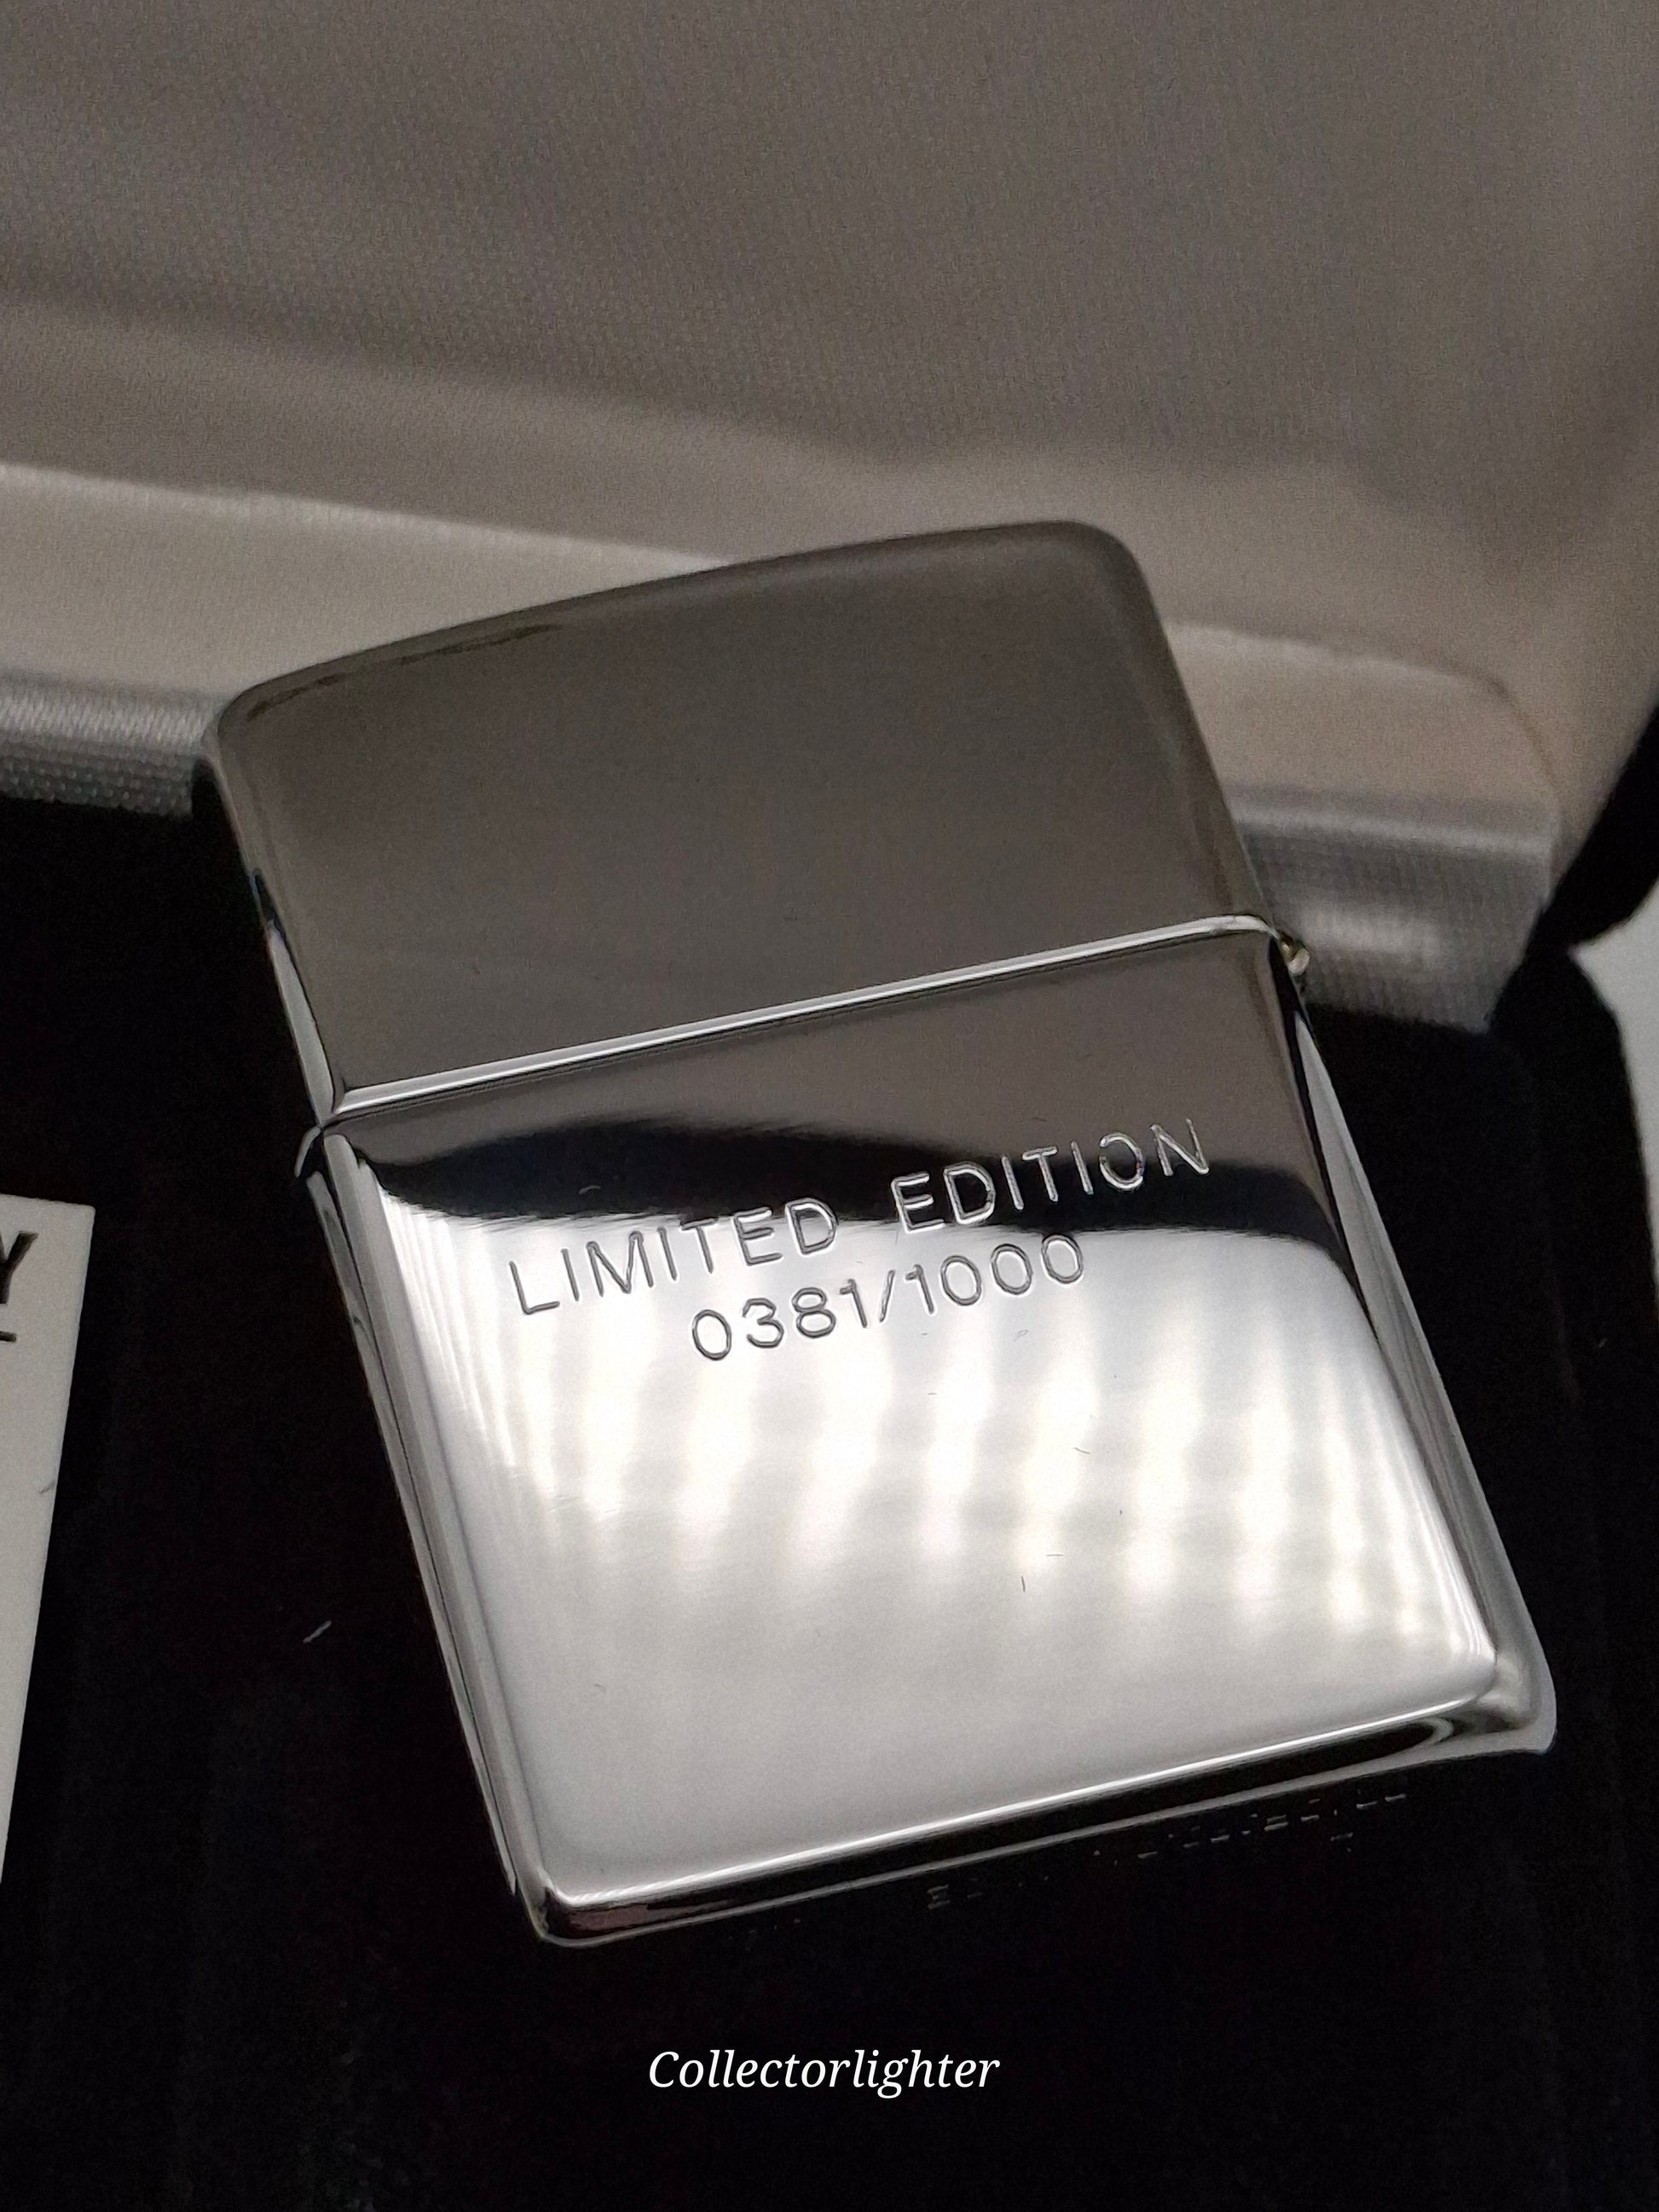 LIMITED EDITION
0381/1000
Y
Collectorlighter